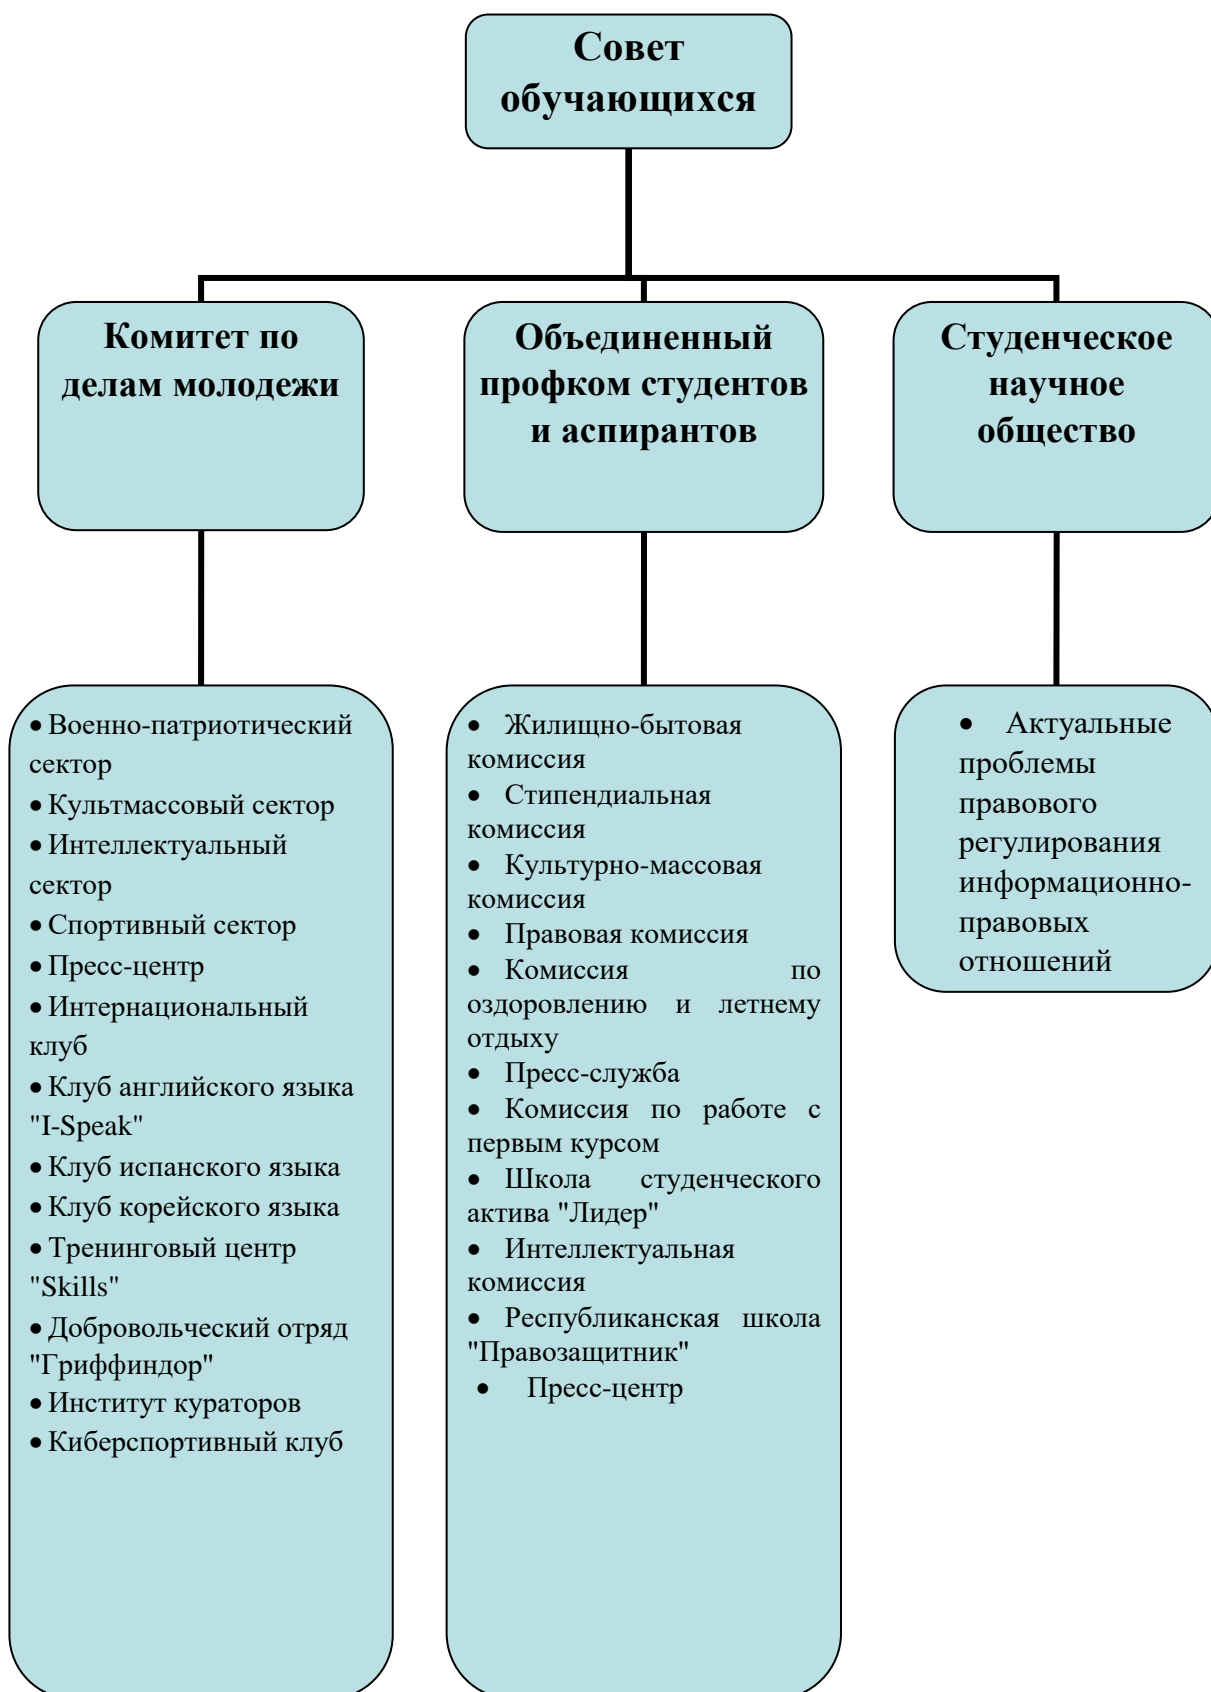 Совет
обучающихся
Комитет по
делам молодежи
Объединенный
профком студентов
и аспирантов
Студенческое
научное
общество
• Военно-патриотический
сектор
• Культмассовый сектор
• Интеллектуальный
сектор
• Спортивный сектор
• Пресс-центр
• Интернациональный
клуб
• Клуб английского языка
"I-Speak"
• Клуб испанского языка
• Клуб корейского языка
• Тренинговый центр
"Skills"
• Добровольческий отряд
"Гриффиндор"
• Институт кураторов
• Киберспортивный клуб
• Жилищно-бытовая
комиссия
• Стипендиальная
комиссия
• Культурно-массовая
комиссия
• Правовая комиссия
• Комиссия по
оздоровлению и летнему
отдыху
• Пресс-служба
• Комиссия по работе с
первым курсом
• Школа студенческого
актива "Лидер"
• Интеллектуальная
комиссия
• Республиканская школа
"Правозащитник"
• Пресс-центр
• Актуальные
проблемы
правового
регулирования
информационно-
правовых
отношений